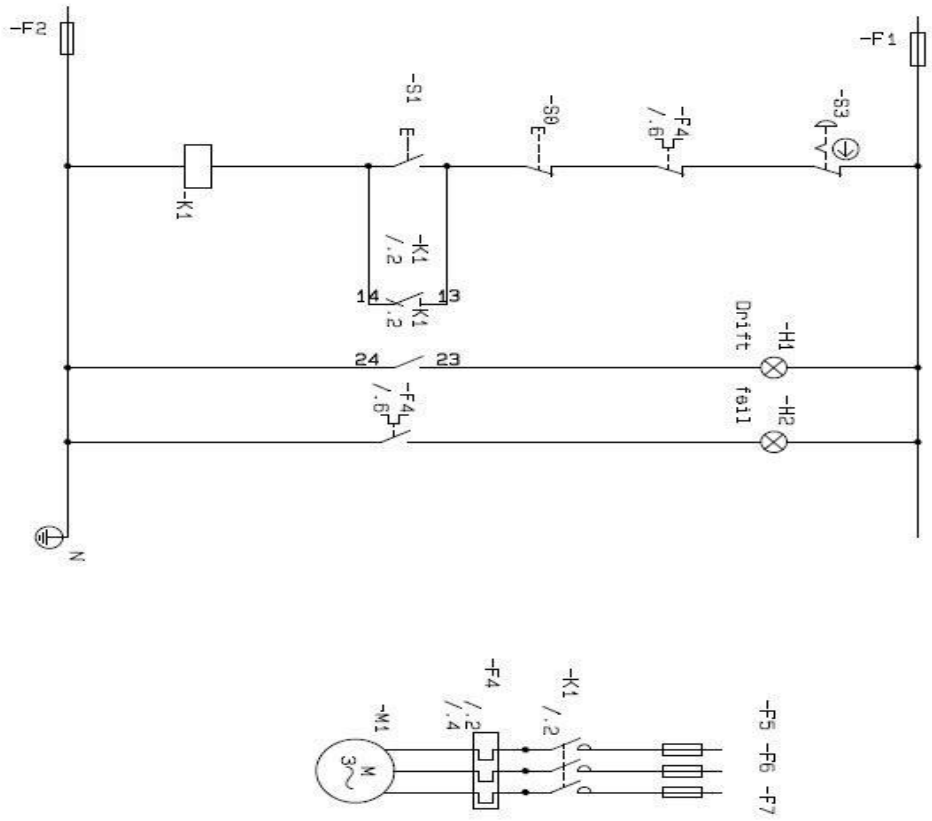 -F2
-F1
-S1
-S0
-F4
/.6
-S3
-K1
-K1
/.2
14
13
K1
/.2
Drift
-H1
24
23
-F4
/.6
feil
-H2
N
-F4
/.2
/.4
-K1
/.2
-F5
-F6
-F7
-M1
M
3~